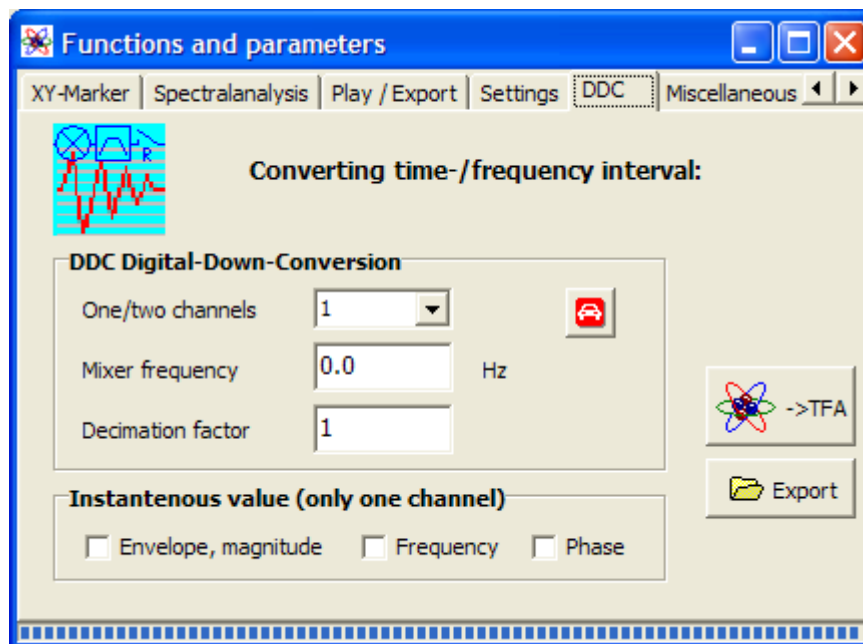 Functions and parameters
XY-Marker Spectralanalysis Play / Export Settings DDC Miscellaneous
R
Converting time-/frequency interval:
DDC Digital-Down-Conversion
One/two channels 1
Mixer frequency 0.0 Hz
Decimation factor 1
->TFA
Export
Instantenous value (only one channel)
Envelope, magnitude Frequency Phase